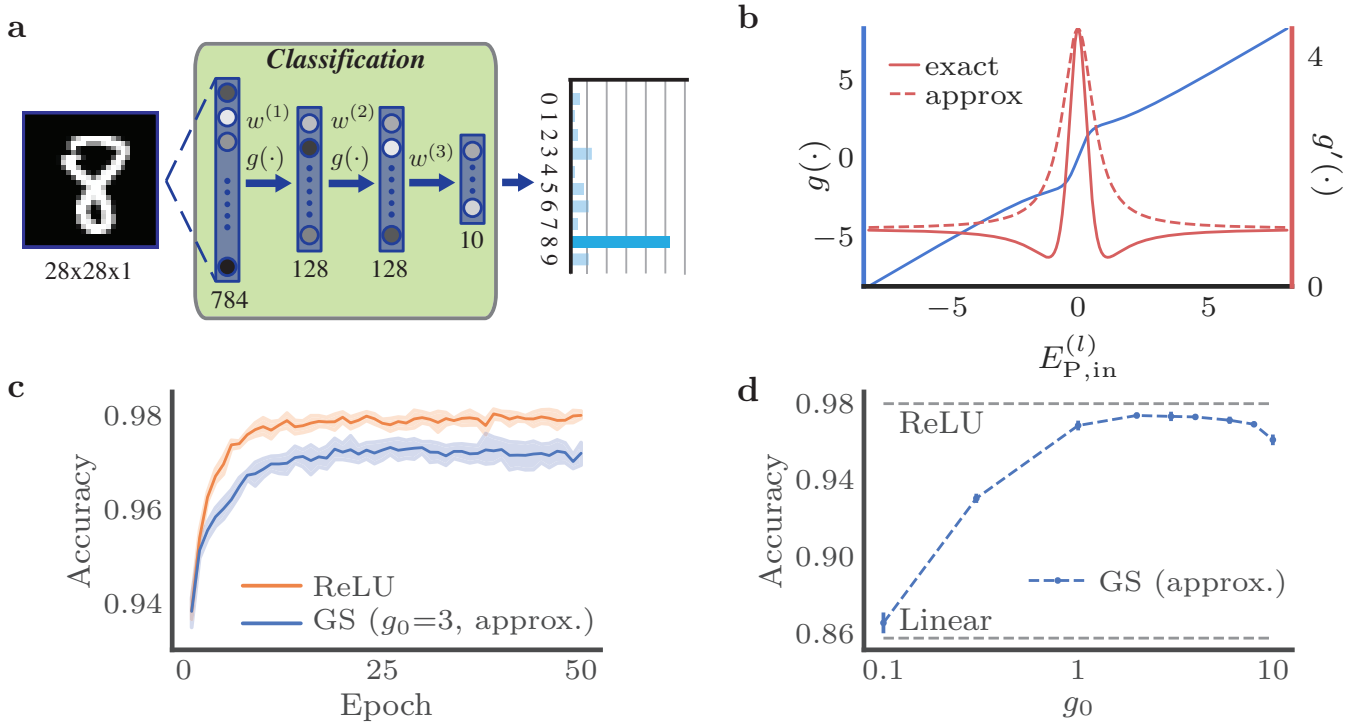 a
Classification
w^(1)
g(·)
w^(2)
g(·)
w^(3)
28x28x1
784
128
128
10
0 1 2 3 4 5 6 7 8 9
b
exact
approx
5
0
−5
g(·)
4
0
g'(·)
−5
0
5
E_P,in^(l)
c
0.98
0.96
0.94
Accuracy
ReLU
GS (g_0=3, approx.)
0
25
50
Epoch
d
0.98
0.94
0.90
0.86
Accuracy
ReLU
GS (approx.)
Linear
0.1
1
10
g_0